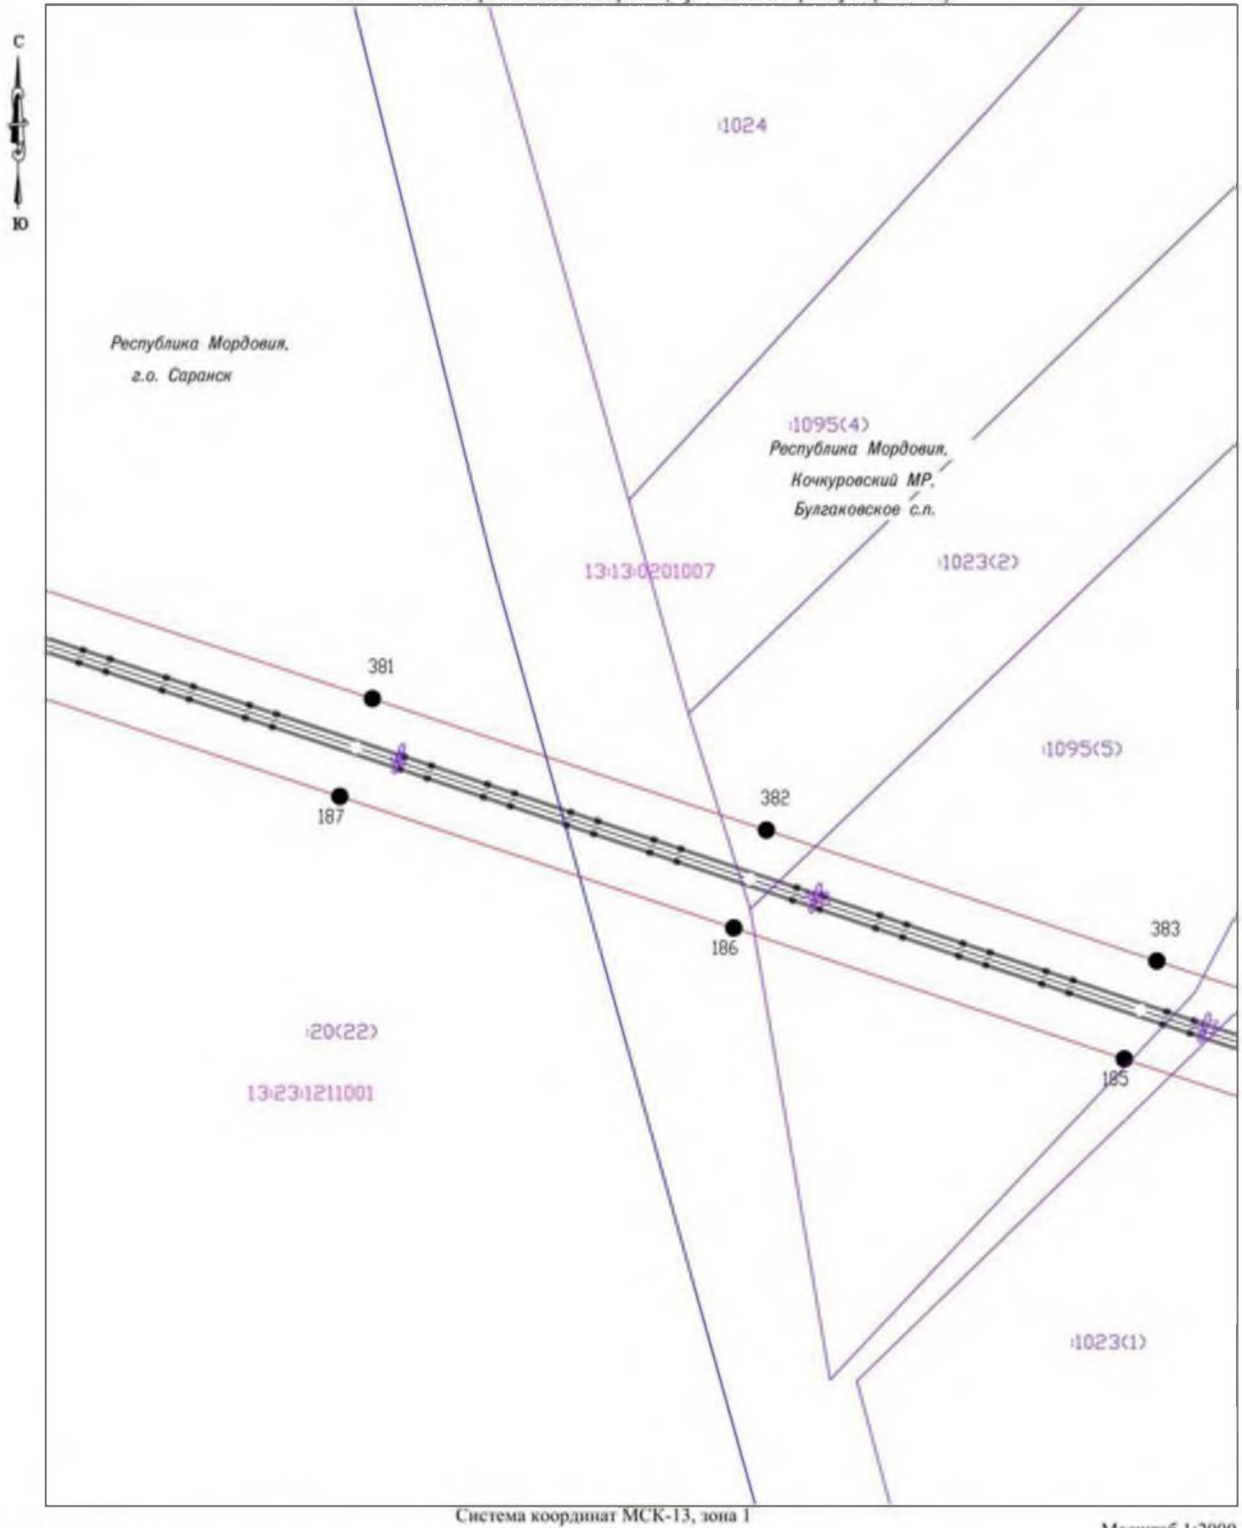 С
:1024
Ю
Республика Мордовия,
г.о. Саранск
:1095(4)
Республика Мордовия,
Кочкуровский МР,
Булгаковское с.п.
:1023(2)
13:13:0201007
381
:1095(5)
382
187
383
186
:20(22)
185
13:23:1211001
:1023(1)
Система координат МСК-13, зона 1